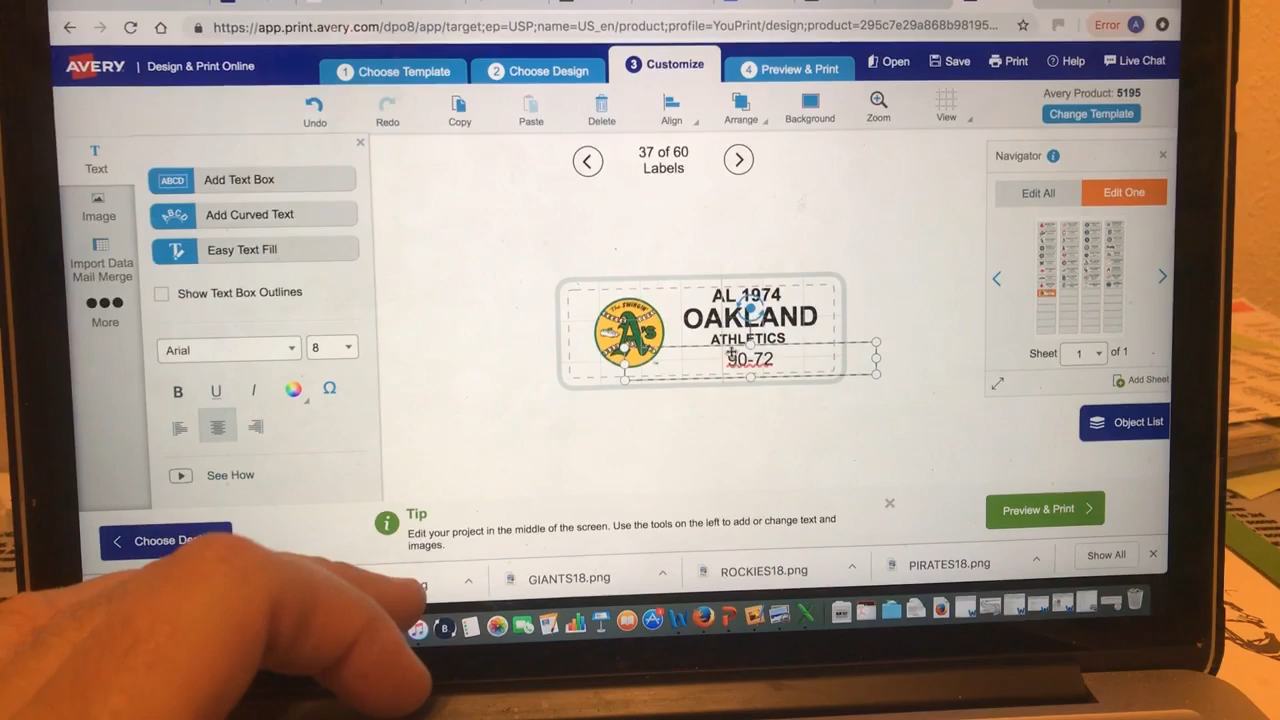 https://app.print.avery.com/dpo8/app/target;ep=USP;name=US_en/product;profile=YouPrint/design;product=295c7e29a868b98195...
Error A
AVERY | Design & Print Online
1 Choose Template
2 Choose Design
3 Customize
4 Preview & Print
Open
Save
Print
? Help
Live Chat
Undo
Redo
Copy
Paste
Delete
Align
Arrange
Background
Zoom
View
Avery Product: 5195
Change Template
T
Text
Image
Import Data
Mail Merge
More
ABCD Add Text Box
ABCD Add Curved Text
T Easy Text Fill
Show Text Box Outlines
Arial
8
B U I Ω
See How
Choose
37 of 60
Labels
The SWINGIN'
A's
AL 1974
OAKLAND
ATHLETICS
90-72
Navigator i
Edit All
Edit One
Sheet 1 of 1
Add Sheet
Object List
Preview & Print
i Tip
Edit your project in the middle of the screen. Use the tools on the left to add or change text and
images.
GIANTS18.png
ROCKIES18.png
PIRATES18.png
Show All